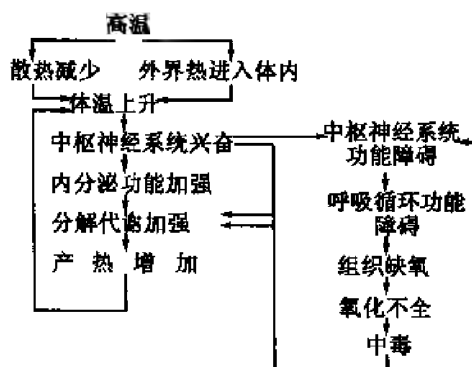 高温
散热减少 外界热进入体内
体温上升
中枢神经系统兴奋
中枢神经系统
功能障碍
内分泌功能加强
呼吸循环功能
障碍
分解代谢加强
产热增加
组织缺氧
氧化不全
中毒